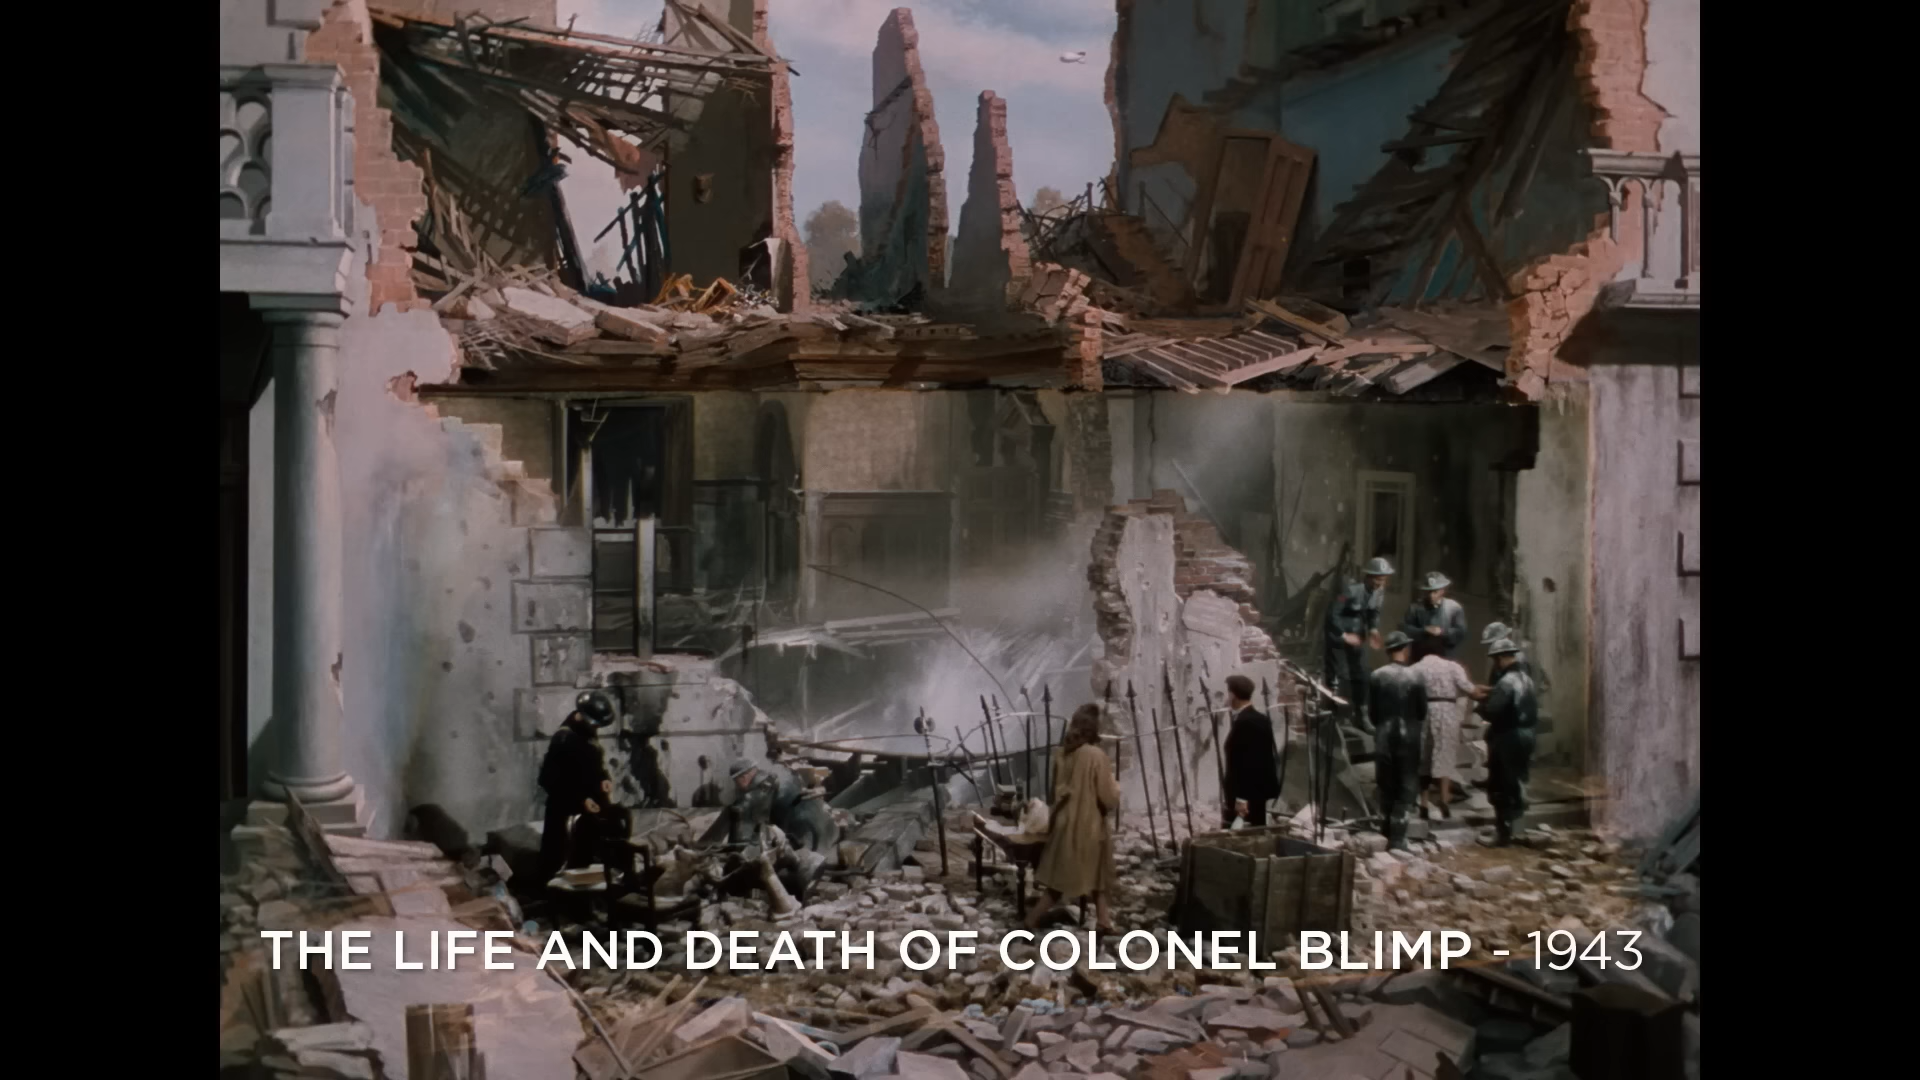 THE LIFE AND DEATH OF COLONEL BLIMP - 1943